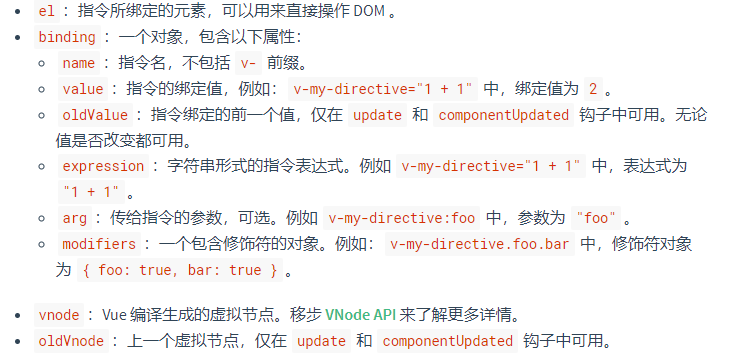 el：指令所绑定的元素，可以用来直接操作 DOM 。
binding：一个对象，包含以下属性：
name：指令名，不包括 v- 前缀。
value：指令的绑定值，例如：v-my-directive="1 + 1" 中，绑定值为 2。
oldValue：指令绑定的前一个值，仅在 update 和 componentUpdated 钩子中可用。无论
值是否改变都可用。
expression：字符串形式的指令表达式。例如 v-my-directive="1 + 1" 中，表达式为
"1 + 1"。
arg：传给指令的参数，可选。例如 v-my-directive:foo 中，参数为 "foo"。
modifiers：一个包含修饰符的对象。例如：v-my-directive.foo.bar 中，修饰符对象
为 { foo: true, bar: true }。
vnode：Vue 编译生成的虚拟节点。移步 VNode API 来了解更多详情。
oldVnode：上一个虚拟节点，仅在 update 和 componentUpdated 钩子中可用。